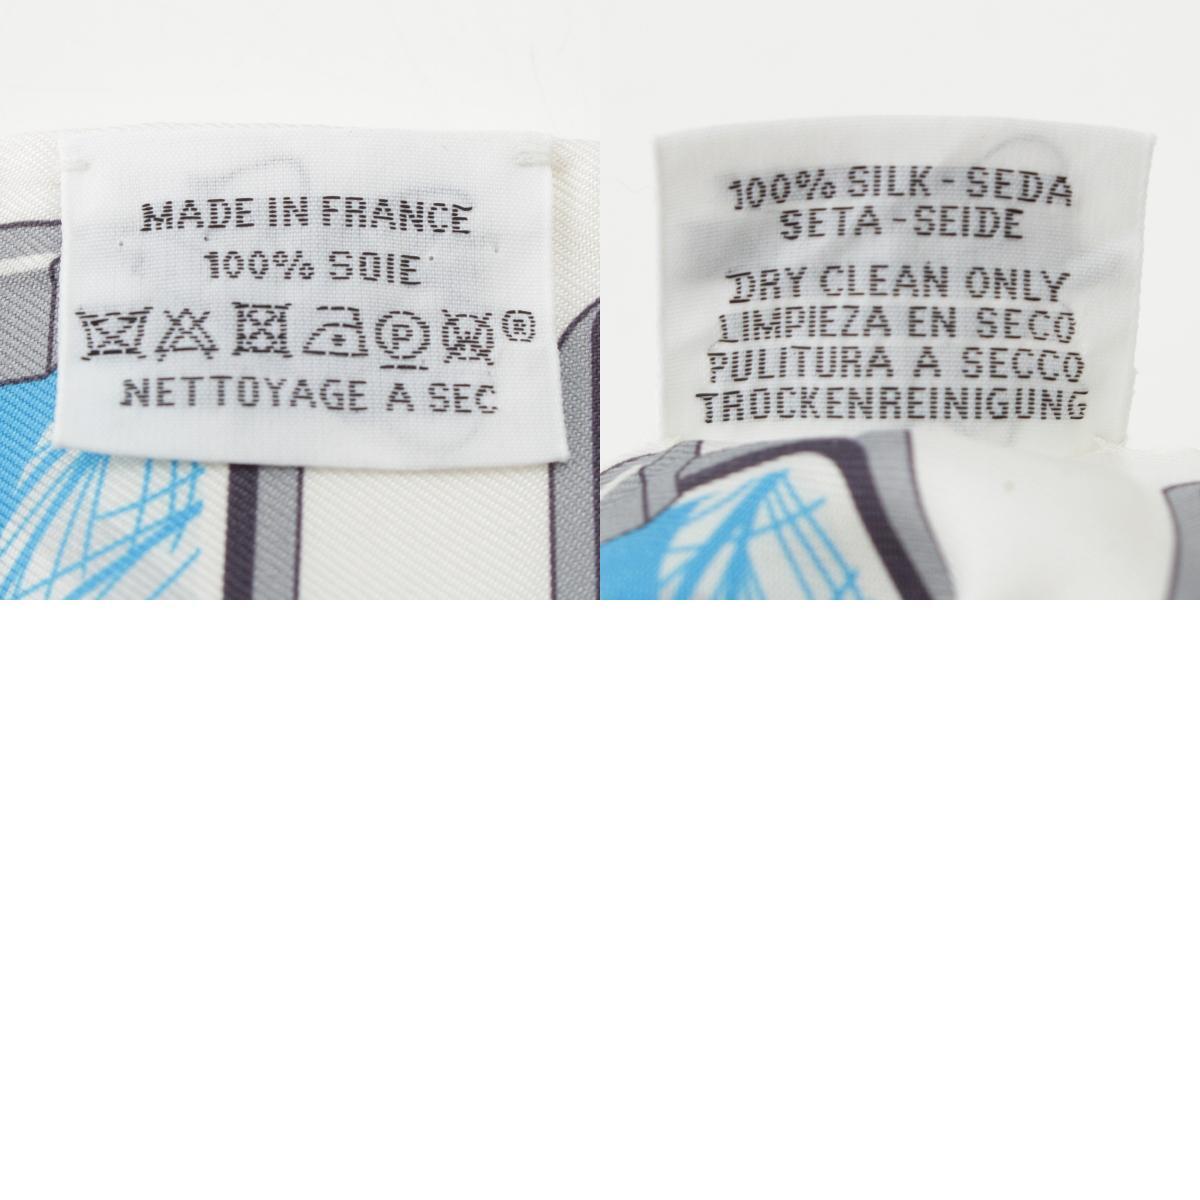 MADE IN FRANCE
100% SOIE
P W ®
NETTOYAGE A SEC
100% SILK - SEDA
SETA - SEIDE
DRY CLEAN ONLY
LIMPIEZA EN SECO
PULITURA A SECCO
TROCKENREINIGUNG